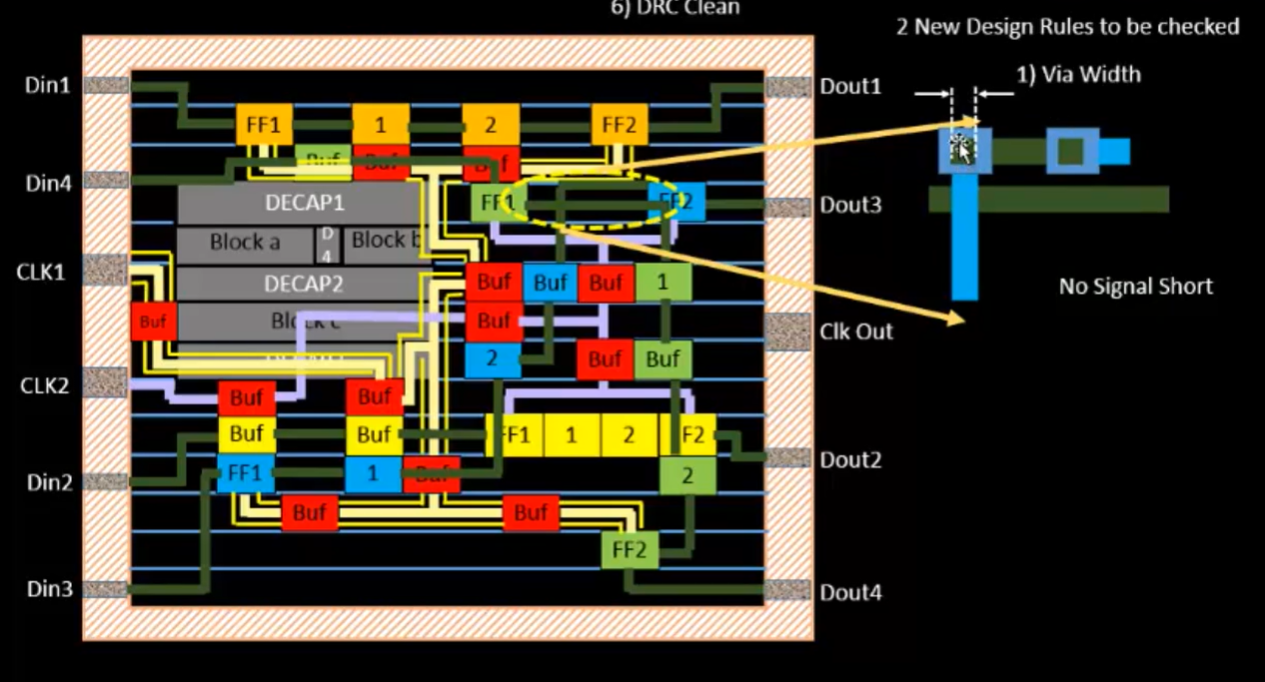 6) DRC Clean
2 New Design Rules to be checked
1) Via Width
Din1
Dout1
FF1
1
2
FF2
Buf
Buf
Buf
Din4
DECAP1
FF1
FF2
Dout3
Block a
D
4
Block b
No Signal Short
CLK1
DECAP2
Buf
Buf
Buf
1
Buf
Block c
Buf
Clk Out
2
Buf
Buf
CLK2
Buf
Buf
Buf
Buf
FF1
1
2
F2
Dout2
Din2
FF1
1
Buf
2
Buf
Buf
FF2
Din3
Dout4